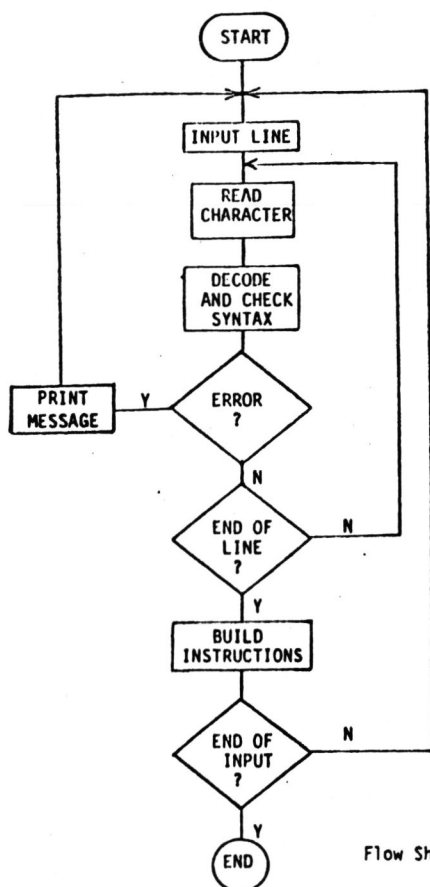 START
INPUT LINE
READ
CHARACTER
DECODE
AND CHECK
SYNTAX
PRINT
MESSAGE
Y
ERROR
?
N
END OF
LINE
?
N
Y
BUILD
INSTRUCTIONS
END OF
INPUT
?
N
Y
END
Flow Sh